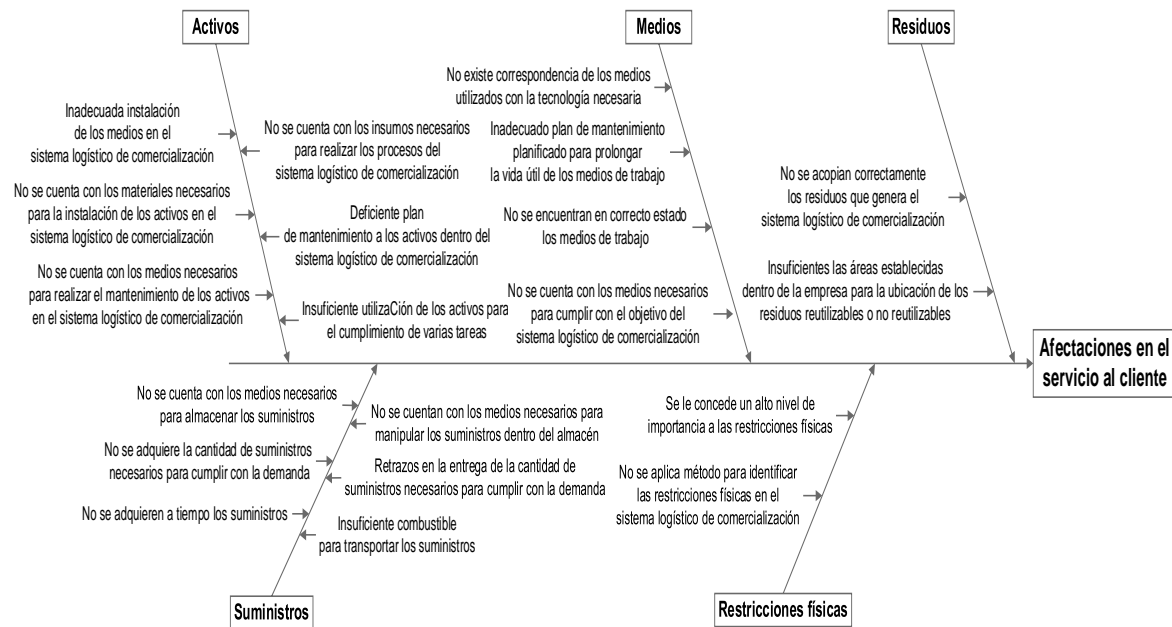 Activos
Medios
Residuos
Inadecuada instalación
de los medios en el
sistema logístico de comercialización
No se cuenta con los insumos necesarios
para realizar los procesos del
sistema logístico de comercialización
No se cuenta con los materiales necesarios
para la instalación de los activos en el
sistema logístico de comercialización
Deficiente plan
de mantenimiento a los activos dentro del
sistema logístico de comercialización
No se cuenta con los medios necesarios
para realizar el mantenimiento de los activos
en el sistema logístico de comercialización
Insuficiente utilizaCión de los activos para
el cumplimiento de varias tareas
No existe correspondencia de los medios
utilizados con la tecnología necesaria
Inadecuado plan de mantenimiento
planificado para prolongar
la vida útil de los medios de trabajo
No se encuentran en correcto estado
los medios de trabajo
No se cuenta con los medios necesarios
para cumplir con el objetivo del
sistema logístico de comercialización
No se acopian correctamente
los residuos que genera el
sistema logístico de comercialización
Insuficientes las áreas establecidas
dentro de la empresa para la ubicación de los
residuos reutilizables o no reutilizables
Afectaciones en el
servicio al cliente
No se cuenta con los medios necesarios
para almacenar los suministros
No se cuentan con los medios necesarios para
manipular los suministros dentro del almacén
No se adquiere la cantidad de suministros
necesarios para cumplir con la demanda
Retrazos en la entrega de la cantidad de
suministros necesarios para cumplir con la demanda
No se adquieren a tiempo los suministros
Insuficiente combustible
para transportar los suministros
Se le concede un alto nivel de
importancia a las restricciones físicas
No se aplica método para identificar
las restricciones físicas en el
sistema logístico de comercialización
Suministros
Restricciones físicas